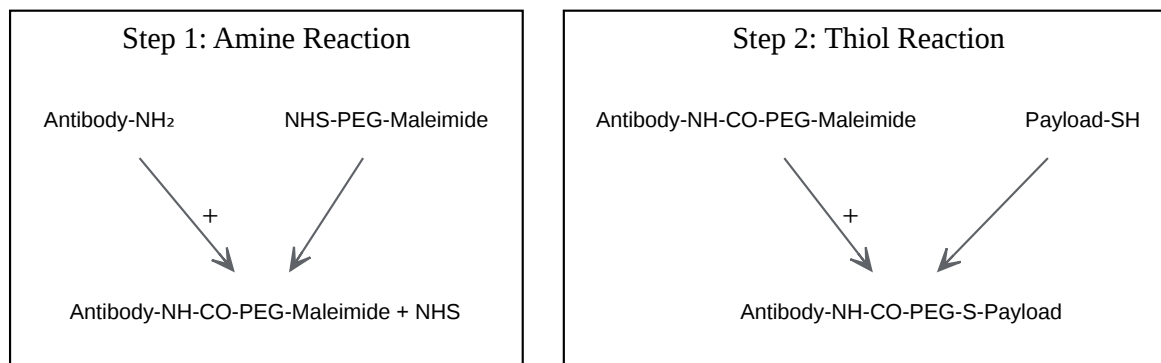 Step 1: Amine Reaction
Antibody-NH₂
NHS-PEG-Maleimide
+
Antibody-NH-CO-PEG-Maleimide + NHS
Step 2: Thiol Reaction
Antibody-NH-CO-PEG-Maleimide
Payload-SH
+
Antibody-NH-CO-PEG-S-Payload